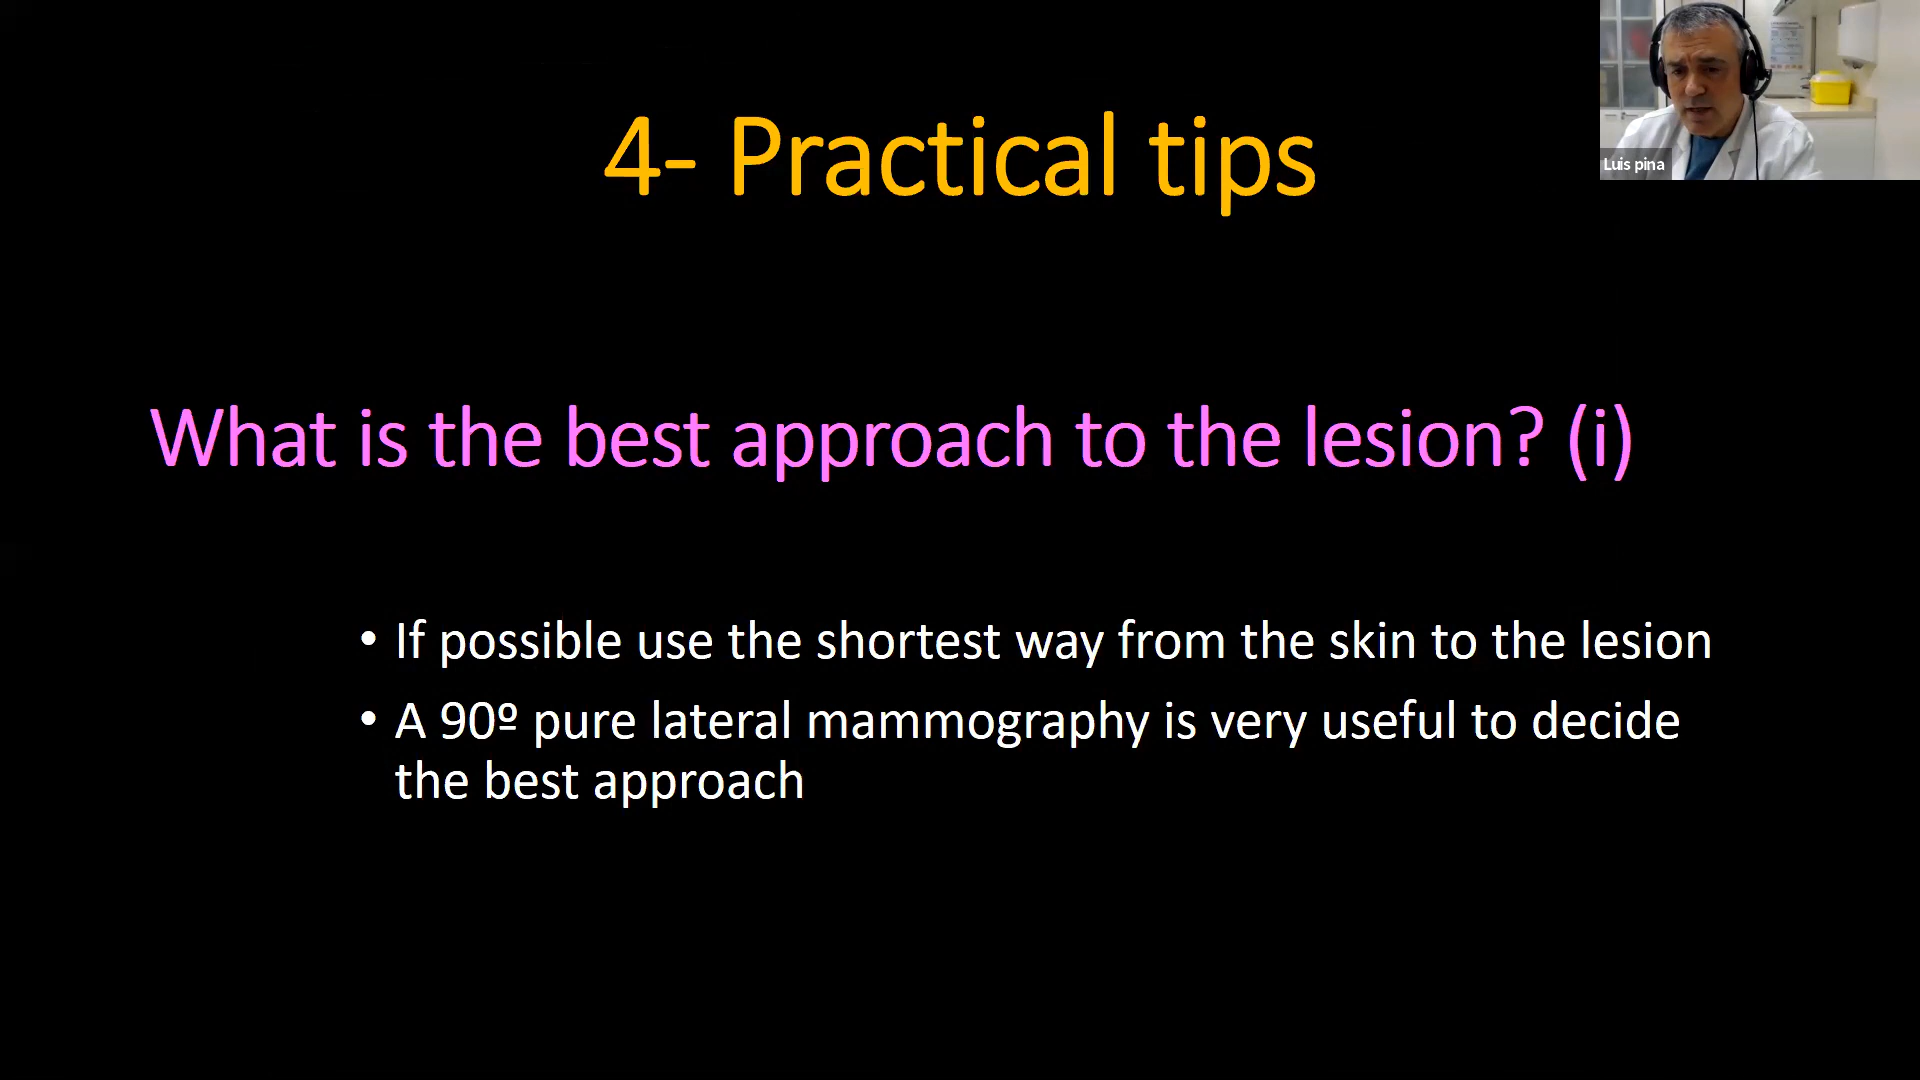 4- Practical tips
Luis pina
What is the best approach to the lesion? (i)
• If possible use the shortest way from the skin to the lesion
• A 90º pure lateral mammography is very useful to decide
the best approach